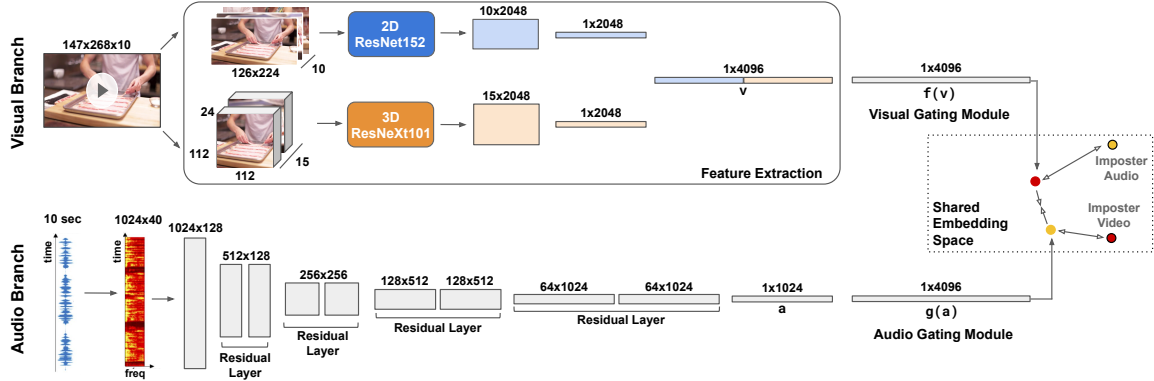 Visual Branch
147x268x10
126x224
10
2D
ResNet152
10x2048
1x2048
24
112
112
15
3D
ResNeXt101
15x2048
1x2048
1x4096
v
Feature Extraction
1x4096
f(v)
Visual Gating Module
Imposter
Audio
Shared
Embedding
Space
Imposter
Video
Audio Branch
10 sec
time
1024x40
time
freq
1024x128
512x128
Residual
Layer
256x256
Residual
Layer
128x512
128x512
Residual Layer
64x1024
64x1024
Residual Layer
1x1024
a
1x4096
g(a)
Audio Gating Module